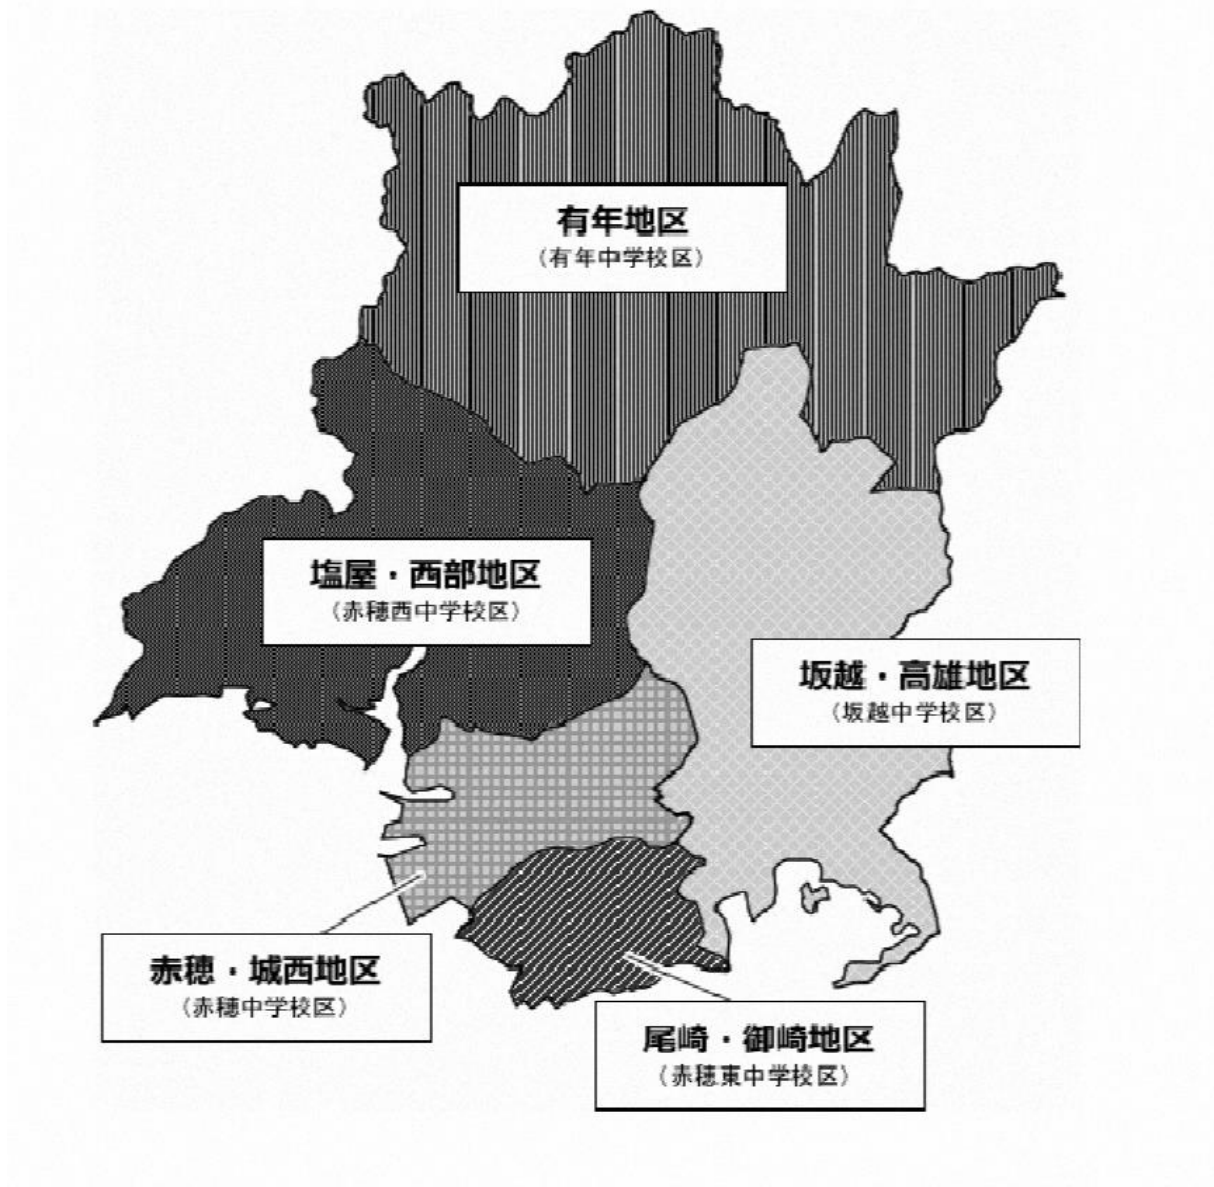 有年地区
（有年中学校区）
塩屋・西部地区
（赤穂西中学校区）
坂越・高雄地区
（坂越中学校区）
赤穂・城西地区
（赤穂中学校区）
尾崎・御崎地区
（赤穂東中学校区）